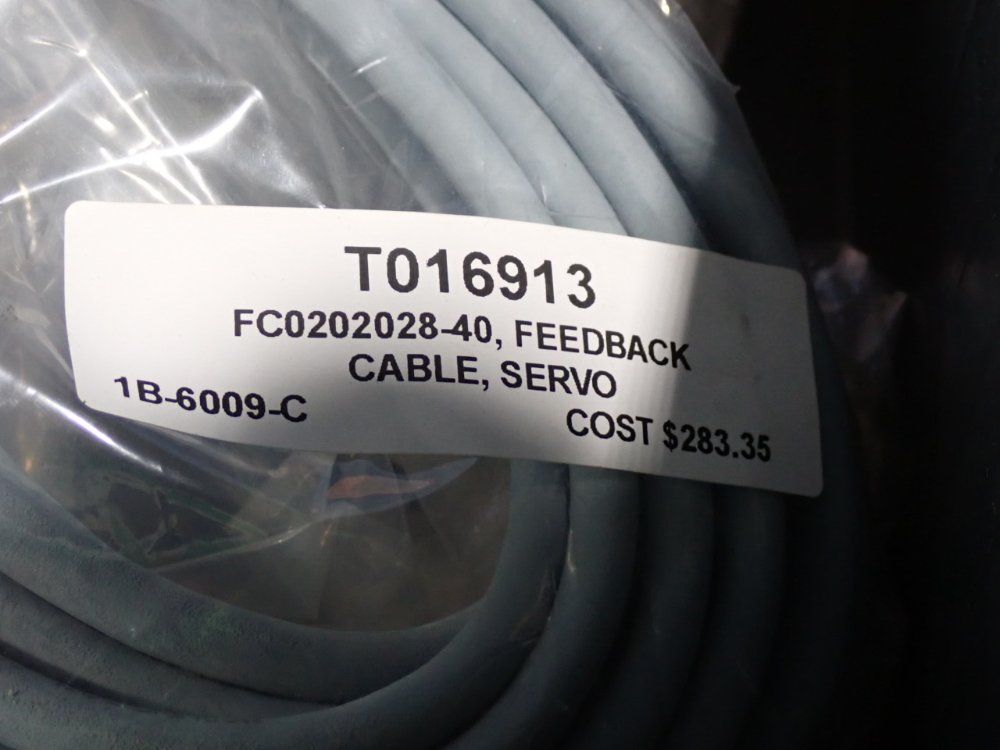 T016913
FC0202028-40, FEEDBACK
CABLE, SERVO
1B-6009-C COST $283.35